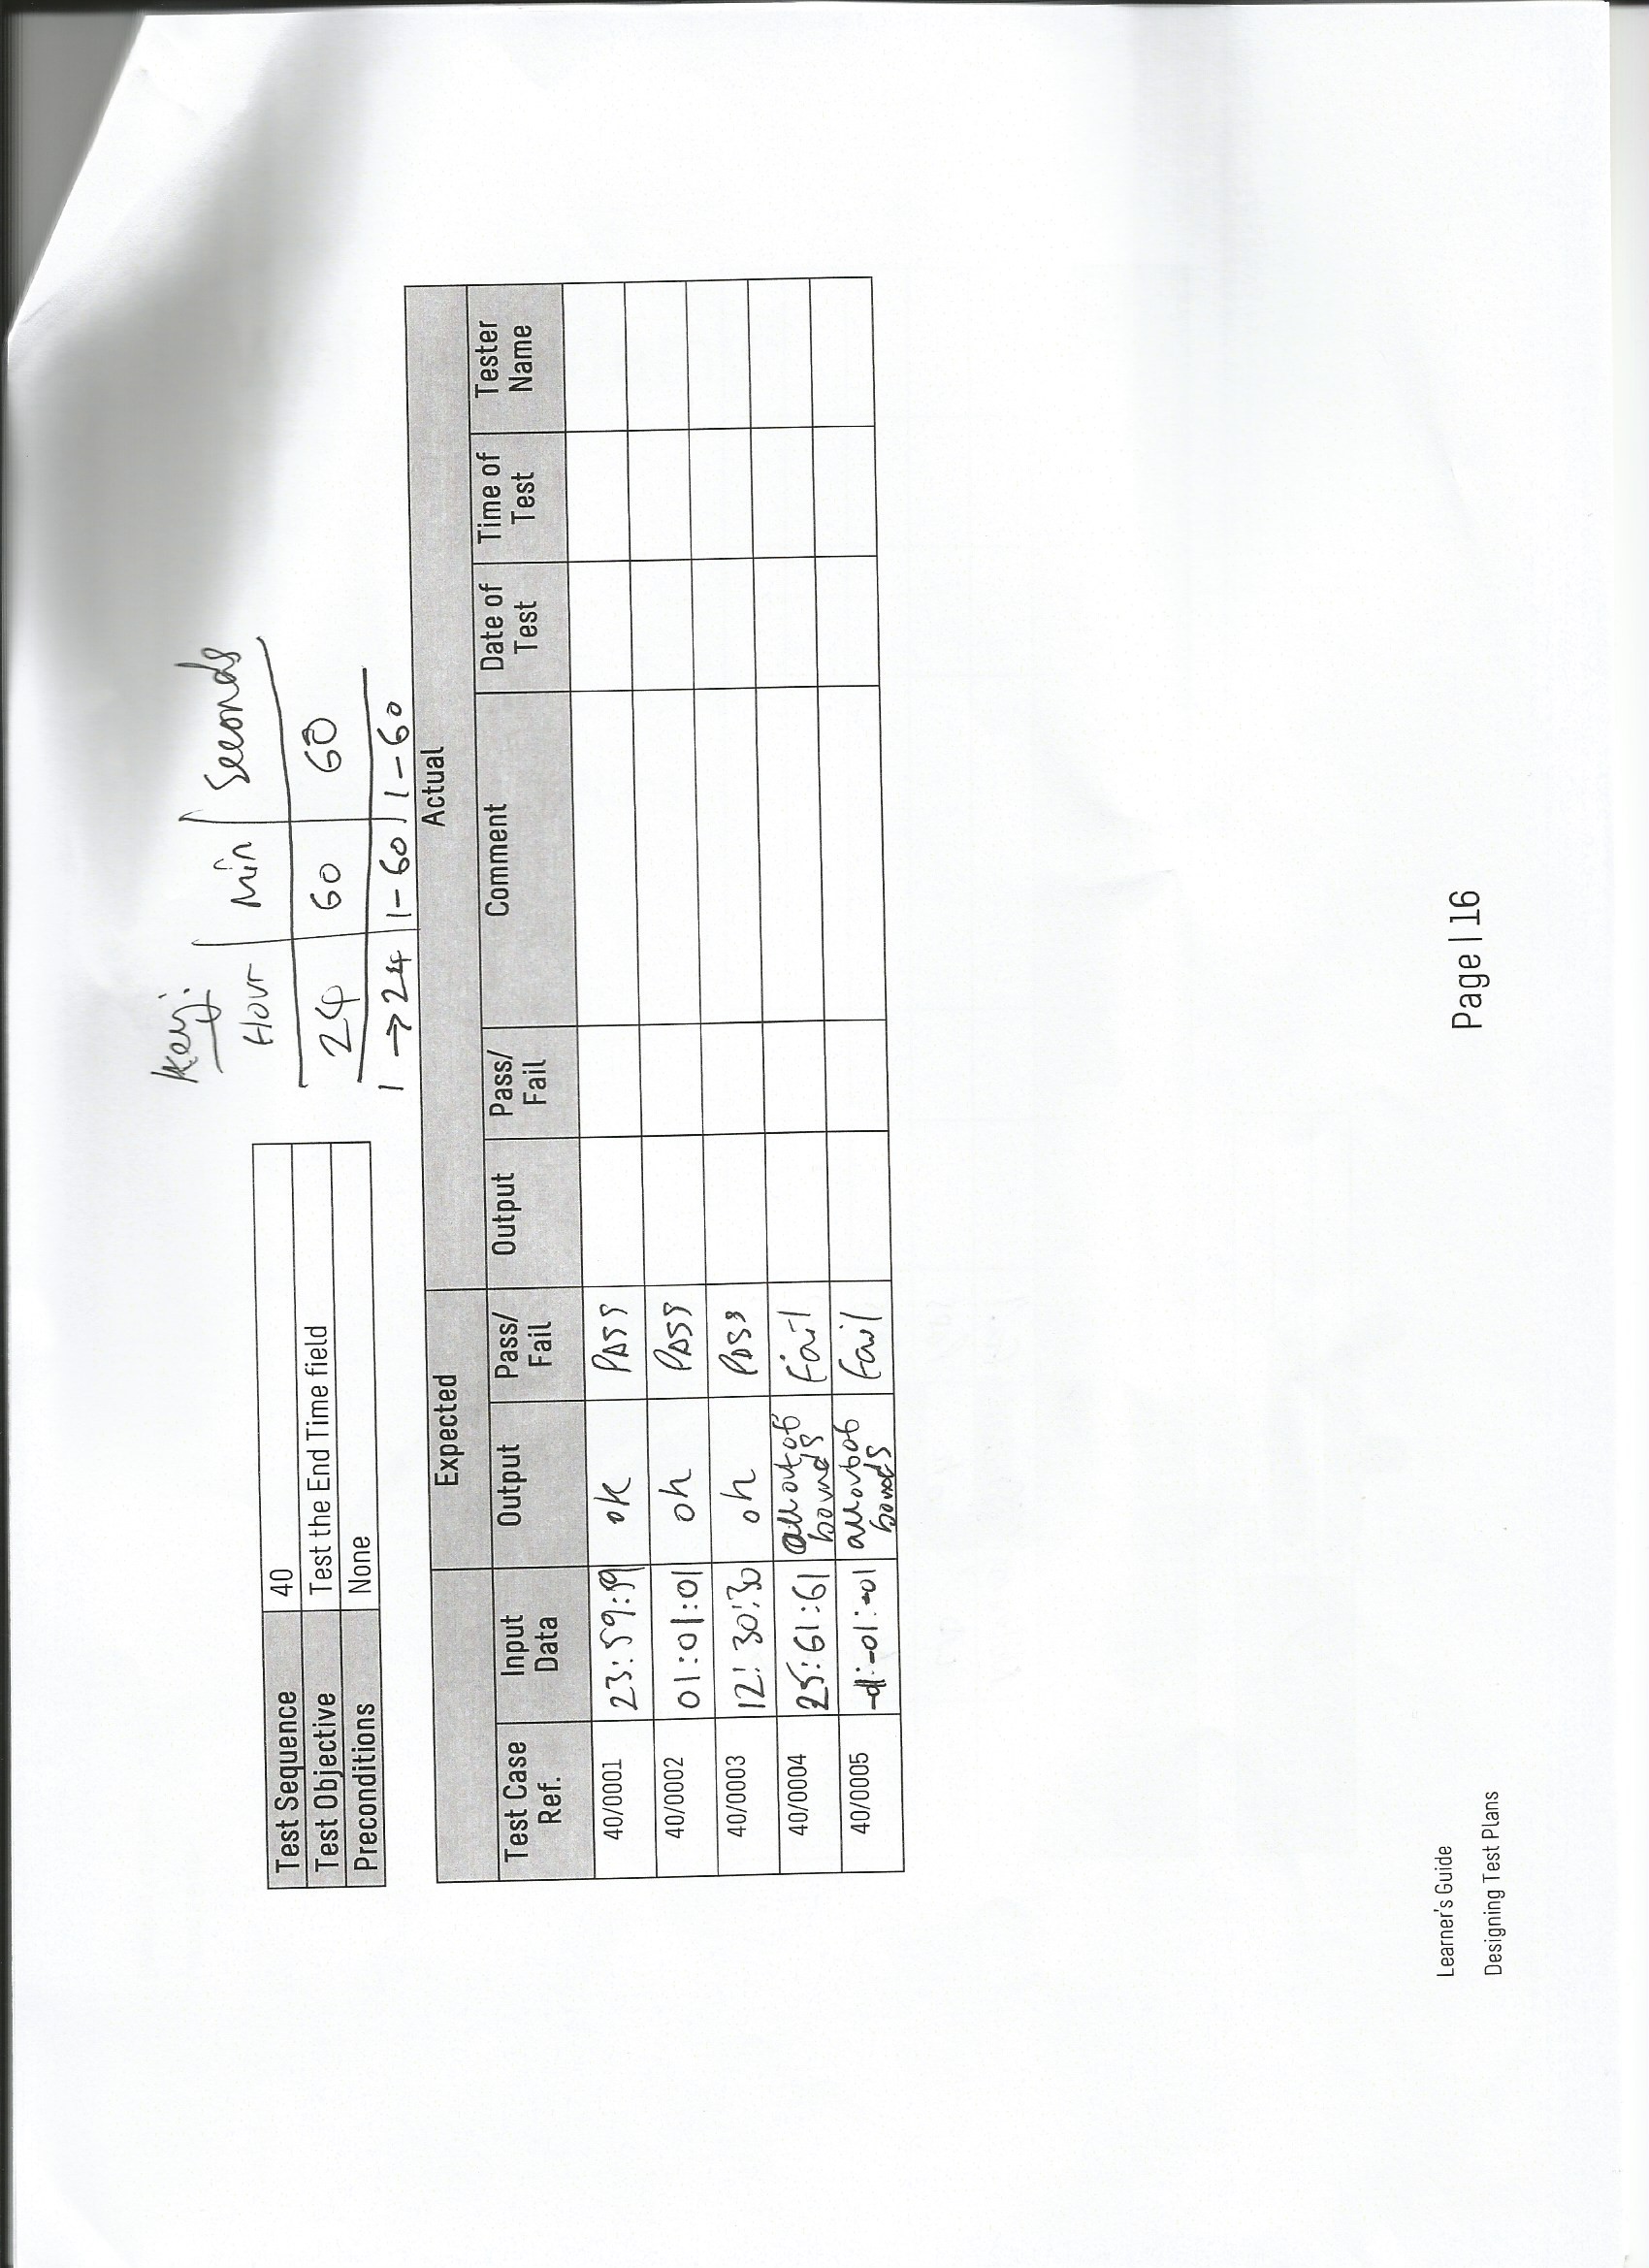 Key:
Hour | Min | Seconds
24 | 60 | 60
1 → 24 | 1-60 | 1-60
Test Sequence 40
Test Objective Test the End Time field
Preconditions None
Expected Actual
Test Case Ref. Input Data Output Pass/ Fail Output Pass/ Fail Comment Date of Test Time of Test Tester Name
40/0001 23:59:59 ok Pass
40/0002 01:01:01 ok Pass
40/0003 12:30:30 ok Pass
40/0004 25:61:61 all out of bounds Fail
40/0005 -01:-01:-01 all out of bounds Fail
Learner's Guide
Designing Test Plans
Page | 16